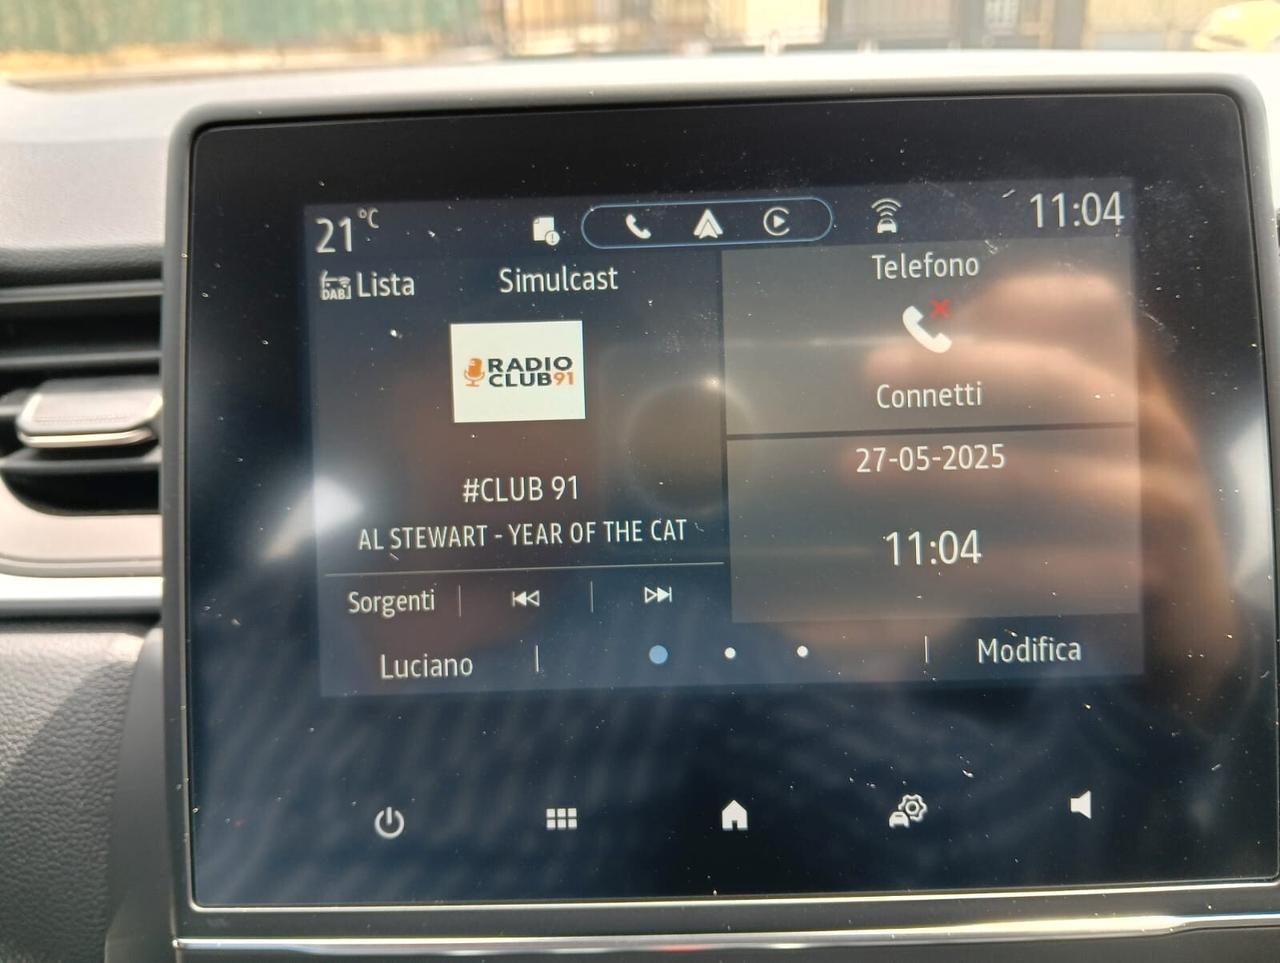 21°C
11:04
DAB Lista
Simulcast
RADIO
CLUB91
#CLUB 91
AL STEWART - YEAR OF THE CAT
Sorgenti
Telefono
Connetti
27-05-2025
11:04
Luciano
Modifica